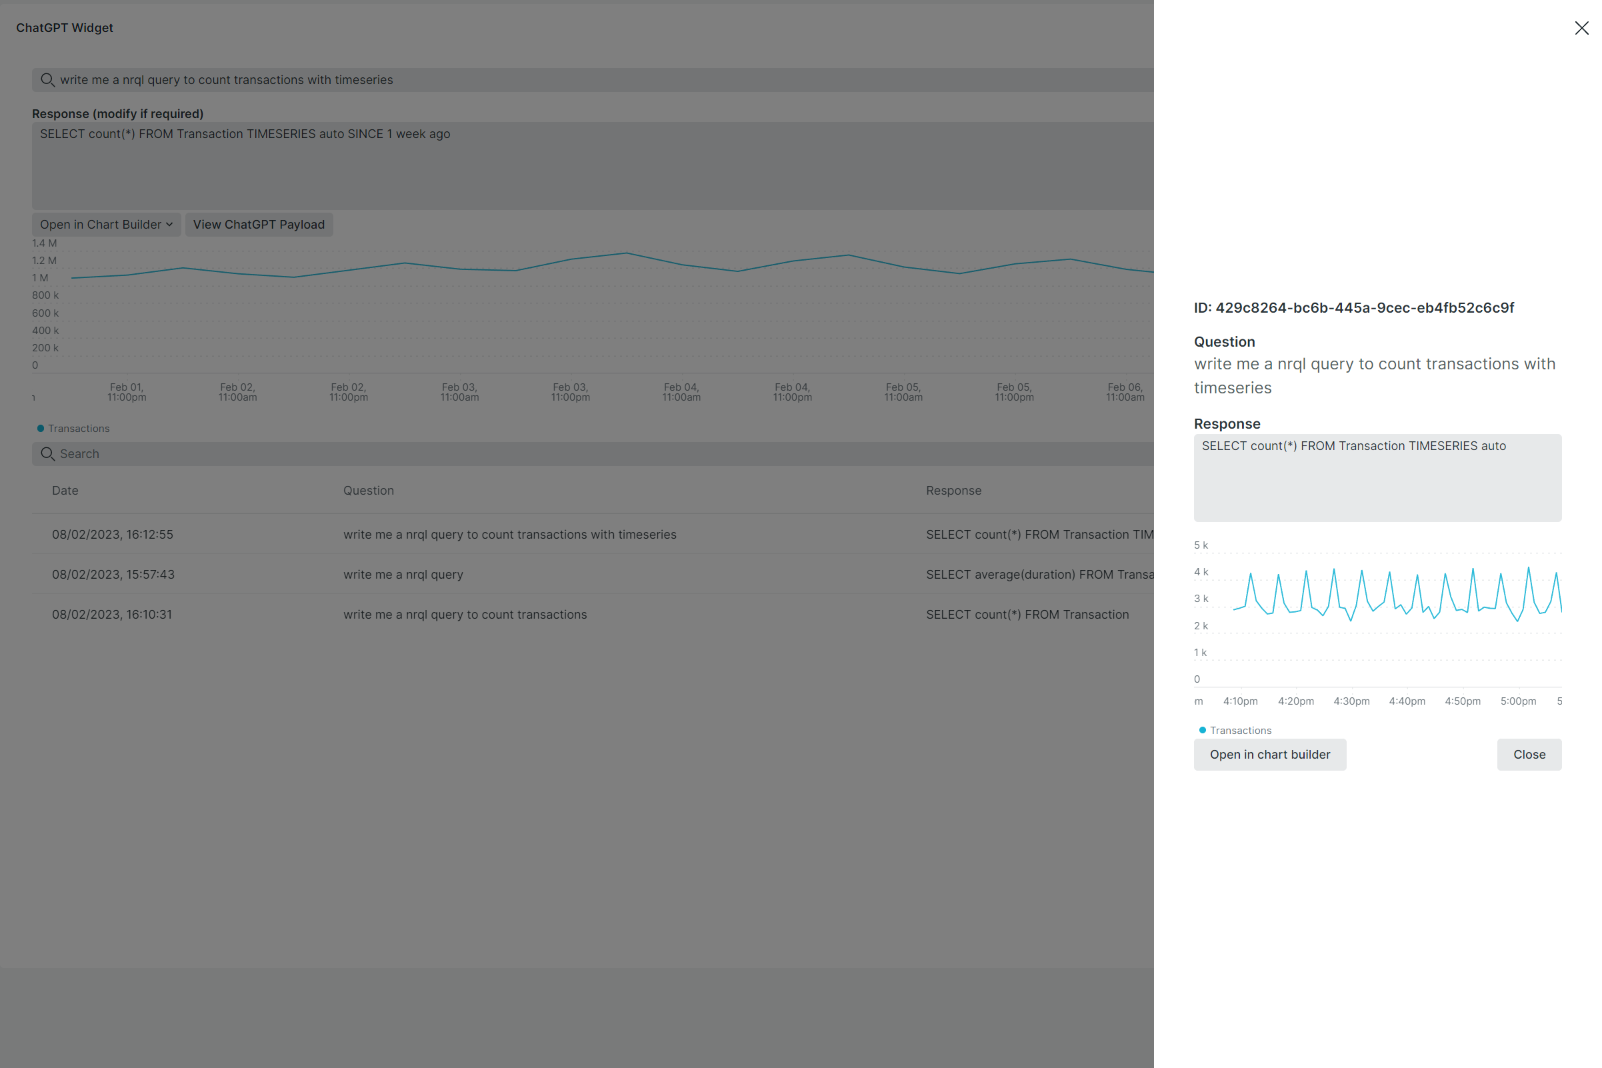 ChatGPT Widget
write me a nrql query to count transactions with timeseries
Response (modify if required)
SELECT count(*) FROM Transaction TIMESERIES auto SINCE 1 week ago
Open in Chart Builder
View ChatGPT Payload
1.4 M
1.2 M
1 M
800 k
600 k
400 k
200 k
0
Feb 01, 11:00pm
Feb 02, 11:00am
Feb 02, 11:00pm
Feb 03, 11:00am
Feb 03, 11:00pm
Feb 04, 11:00am
Feb 04, 11:00pm
Feb 05, 11:00am
Feb 05, 11:00pm
Feb 06, 11:00am
Transactions
Search
Date Question Response
08/02/2023, 16:12:55 write me a nrql query to count transactions with timeseries SELECT count(*) FROM Transaction TIM
08/02/2023, 15:57:43 write me a nrql query SELECT average(duration) FROM Transa
08/02/2023, 16:10:31 write me a nrql query to count transactions SELECT count(*) FROM Transaction
ID: 429c8264-bc6b-445a-9cec-eb4fb52c6c9f
Question
write me a nrql query to count transactions with
timeseries
Response
SELECT count(*) FROM Transaction TIMESERIES auto
5 k
4 k
3 k
2 k
1 k
0
m 4:10pm 4:20pm 4:30pm 4:40pm 4:50pm 5:00pm 5
Transactions
Open in chart builder
Close